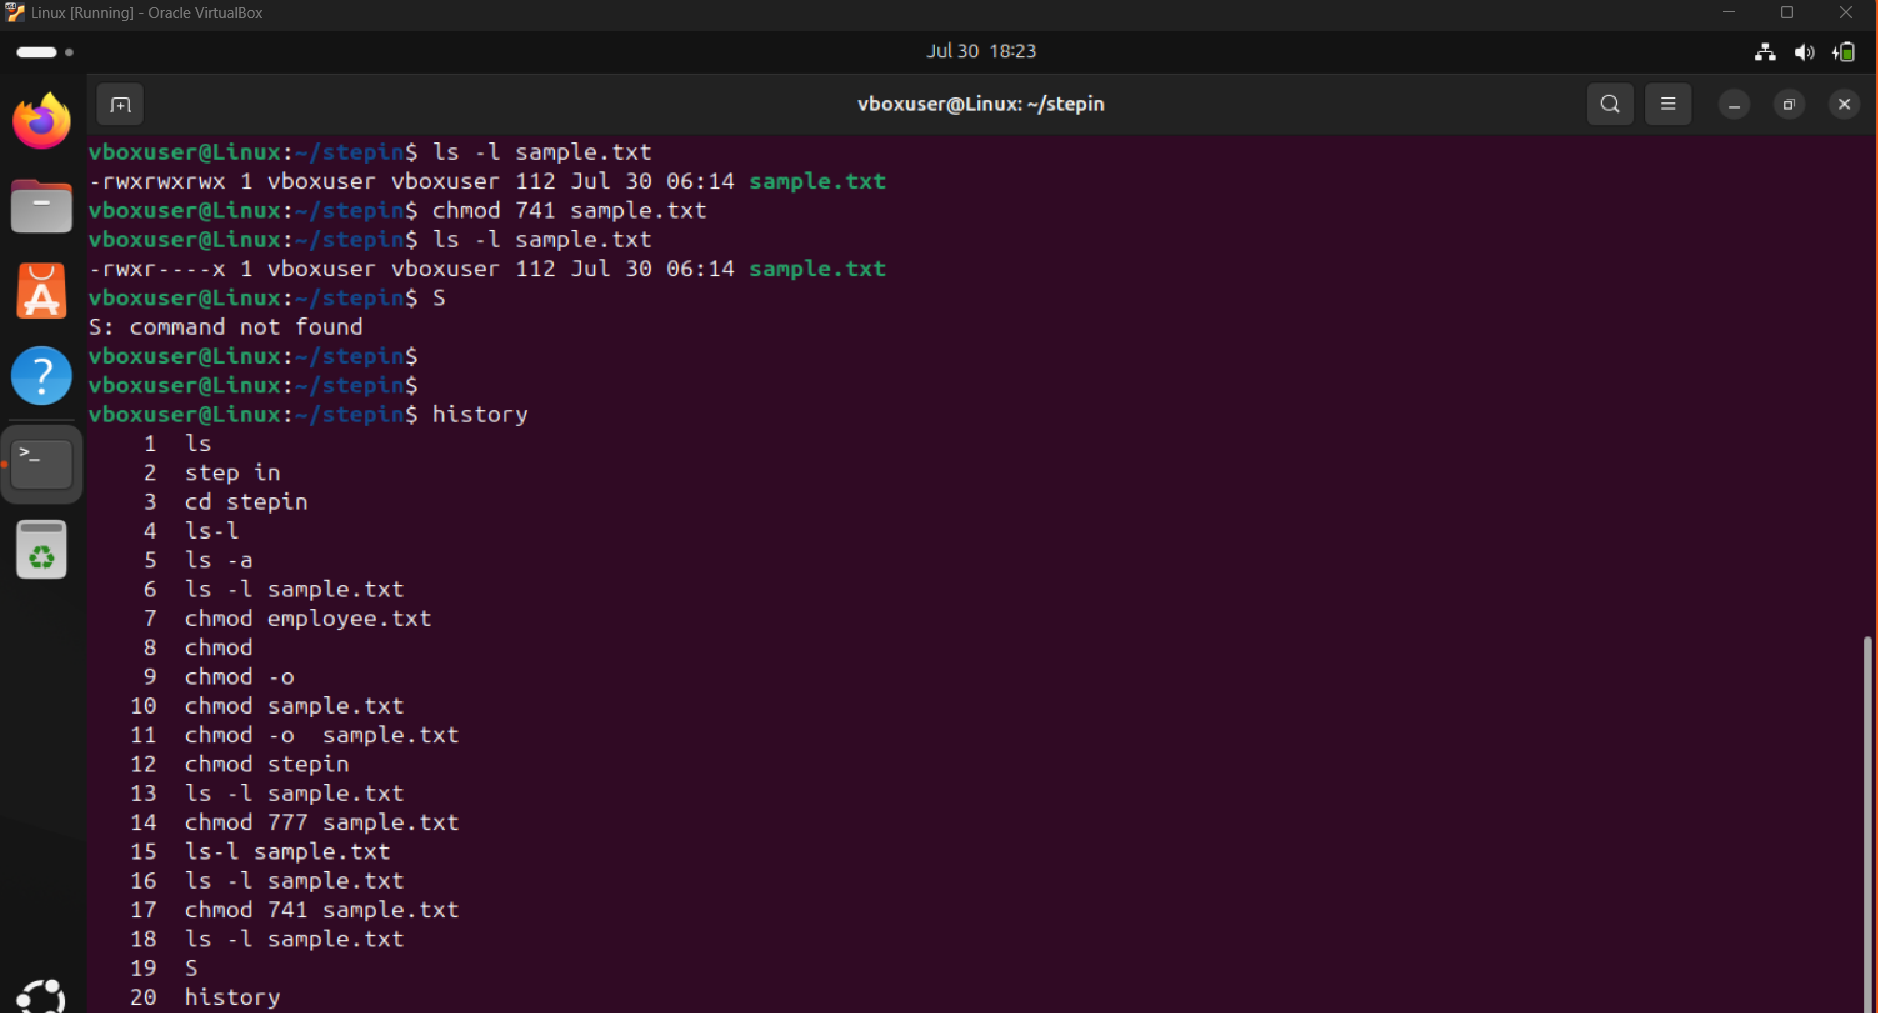 Linux [Running] - Oracle VirtualBox
Jul 30 18:23
vboxuser@Linux: ~/stepin
vboxuser@Linux:~/stepin$ ls -l sample.txt
-rwxrwxrwx 1 vboxuser vboxuser 112 Jul 30 06:14 sample.txt
vboxuser@Linux:~/stepin$ chmod 741 sample.txt
vboxuser@Linux:~/stepin$ ls -l sample.txt
-rwxr----x 1 vboxuser vboxuser 112 Jul 30 06:14 sample.txt
vboxuser@Linux:~/stepin$ S
S: command not found
vboxuser@Linux:~/stepin$
vboxuser@Linux:~/stepin$
vboxuser@Linux:~/stepin$ history
1 ls
2 step in
3 cd stepin
4 ls-l
5 ls -a
6 ls -l sample.txt
7 chmod employee.txt
8 chmod
9 chmod -o
10 chmod sample.txt
11 chmod -o  sample.txt
12 chmod stepin
13 ls -l sample.txt
14 chmod 777 sample.txt
15 ls-l sample.txt
16 ls -l sample.txt
17 chmod 741 sample.txt
18 ls -l sample.txt
19 S
20 history